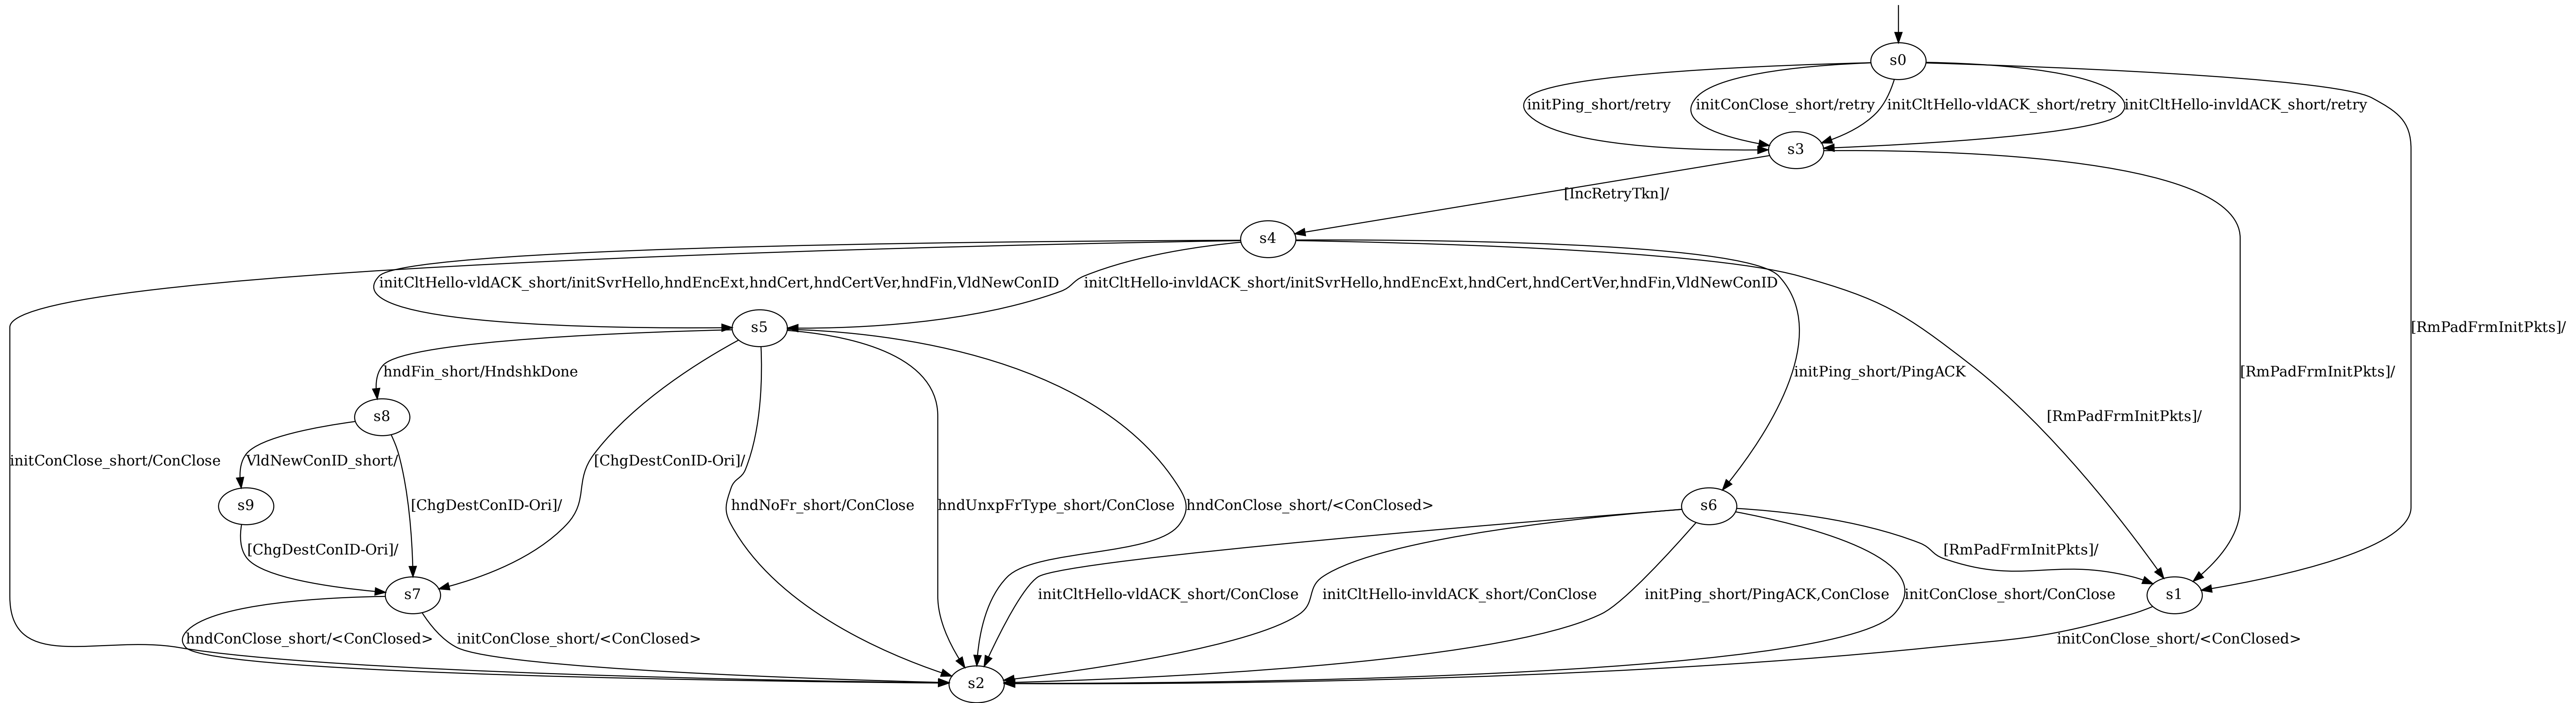 s0
initPing_short/retry
initConClose_short/retry
initCltHello-vldACK_short/retry
initCltHello-invldACK_short/retry
s3
[IncRetryTkn]/
s4
initCltHello-vldACK_short/initSvrHello,hndEncExt,hndCert,hndCertVer,hndFin,VldNewConID
initCltHello-invldACK_short/initSvrHello,hndEncExt,hndCert,hndCertVer,hndFin,VldNewConID
s5
[RmPadFrmInitPkts]/
hndFin_short/HndshkDone
initPing_short/PingACK
[RmPadFrmInitPkts]/
s8
[RmPadFrmInitPkts]/
initConClose_short/ConClose
VldNewConID_short/
[ChgDestConID-Ori]/
s9
[ChgDestConID-Ori]/
hndNoFr_short/ConClose
hndUnxpFrType_short/ConClose
hndConClose_short/<ConClosed>
s6
[ChgDestConID-Ori]/
[RmPadFrmInitPkts]/
s7
initCltHello-vldACK_short/ConClose
initCltHello-invldACK_short/ConClose
initPing_short/PingACK,ConClose
initConClose_short/ConClose
s1
hndConClose_short/<ConClosed>
initConClose_short/<ConClosed>
initConClose_short/<ConClosed>
s2